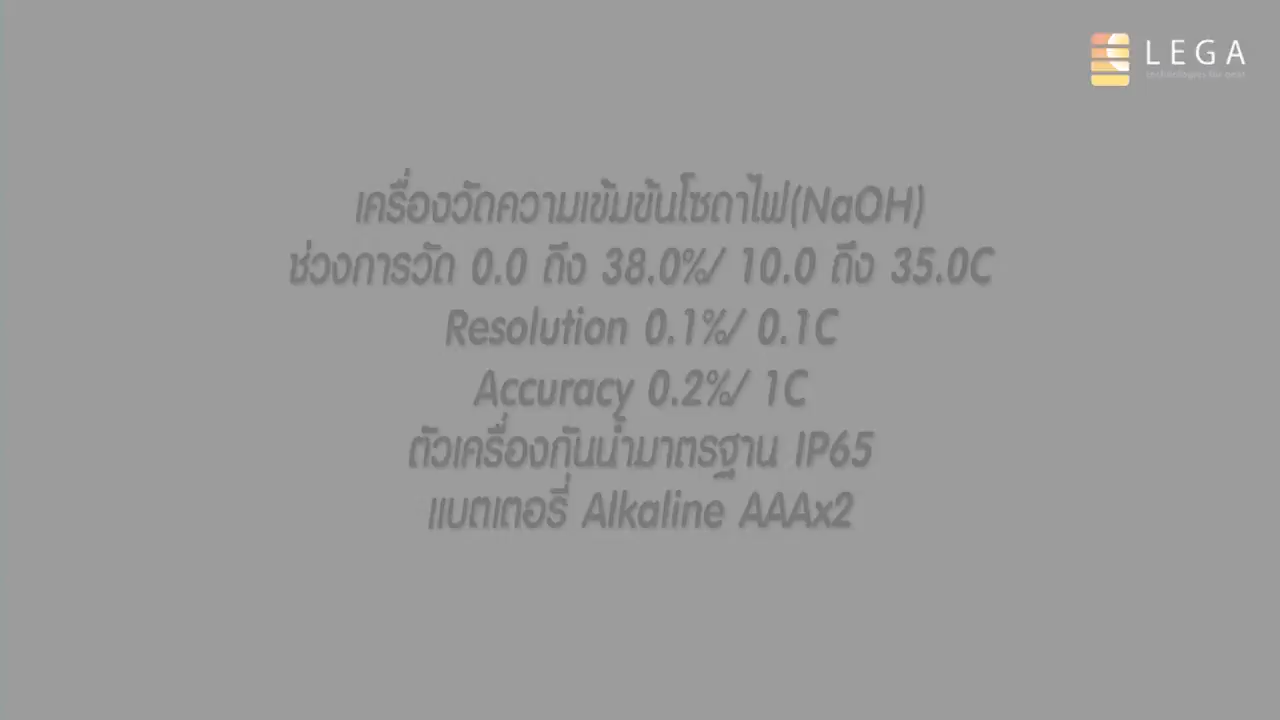 LEGA
เครื่องวัดความเข้มข้นโซดาไฟ(NaOH)
ช่วงการวัด 0.0 ถึง 38.0%/ 10.0 ถึง 35.0C
Resolution 0.1%/ 0.1C
Accuracy 0.2%/ 1C
ตัวเครื่องกันน้ำมาตรฐาน IP65
แบตเตอรี่ Alkaline AAAx2